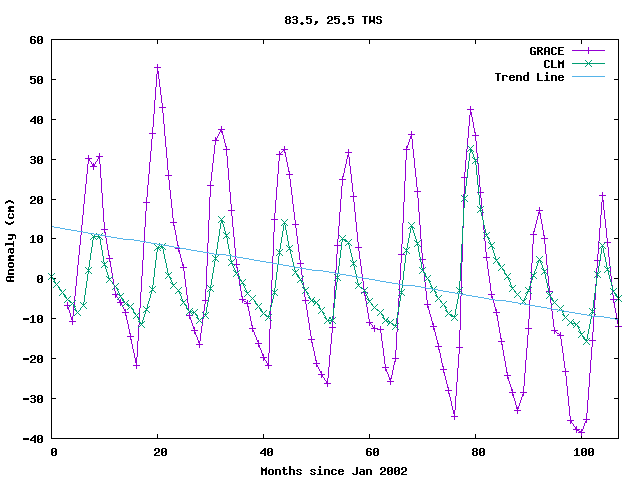 83.5, 25.5 TWS
GRACE
CLM
Trend Line
60
50
40
30
20
10
0
-10
-20
-30
-40
Anomaly (cm)
0 20 40 60 80 100
Months since Jan 2002